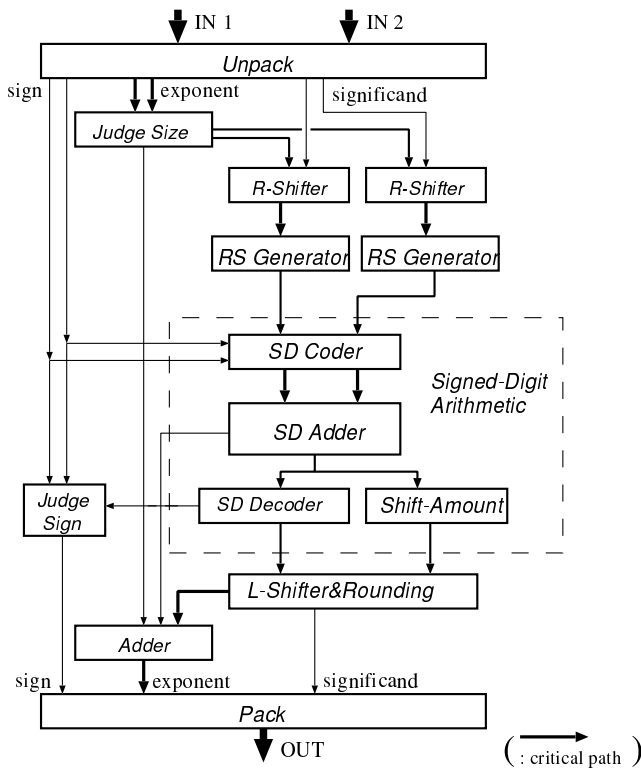 IN 1
IN 2
Unpack
sign
exponent
significand
Judge Size
R-Shifter
R-Shifter
RS Generator
RS Generator
SD Coder
Signed-Digit
Arithmetic
SD Adder
Judge
Sign
SD Decoder
Shift-Amount
L-Shifter&Rounding
Adder
sign
exponent
significand
Pack
OUT
( : critical path )